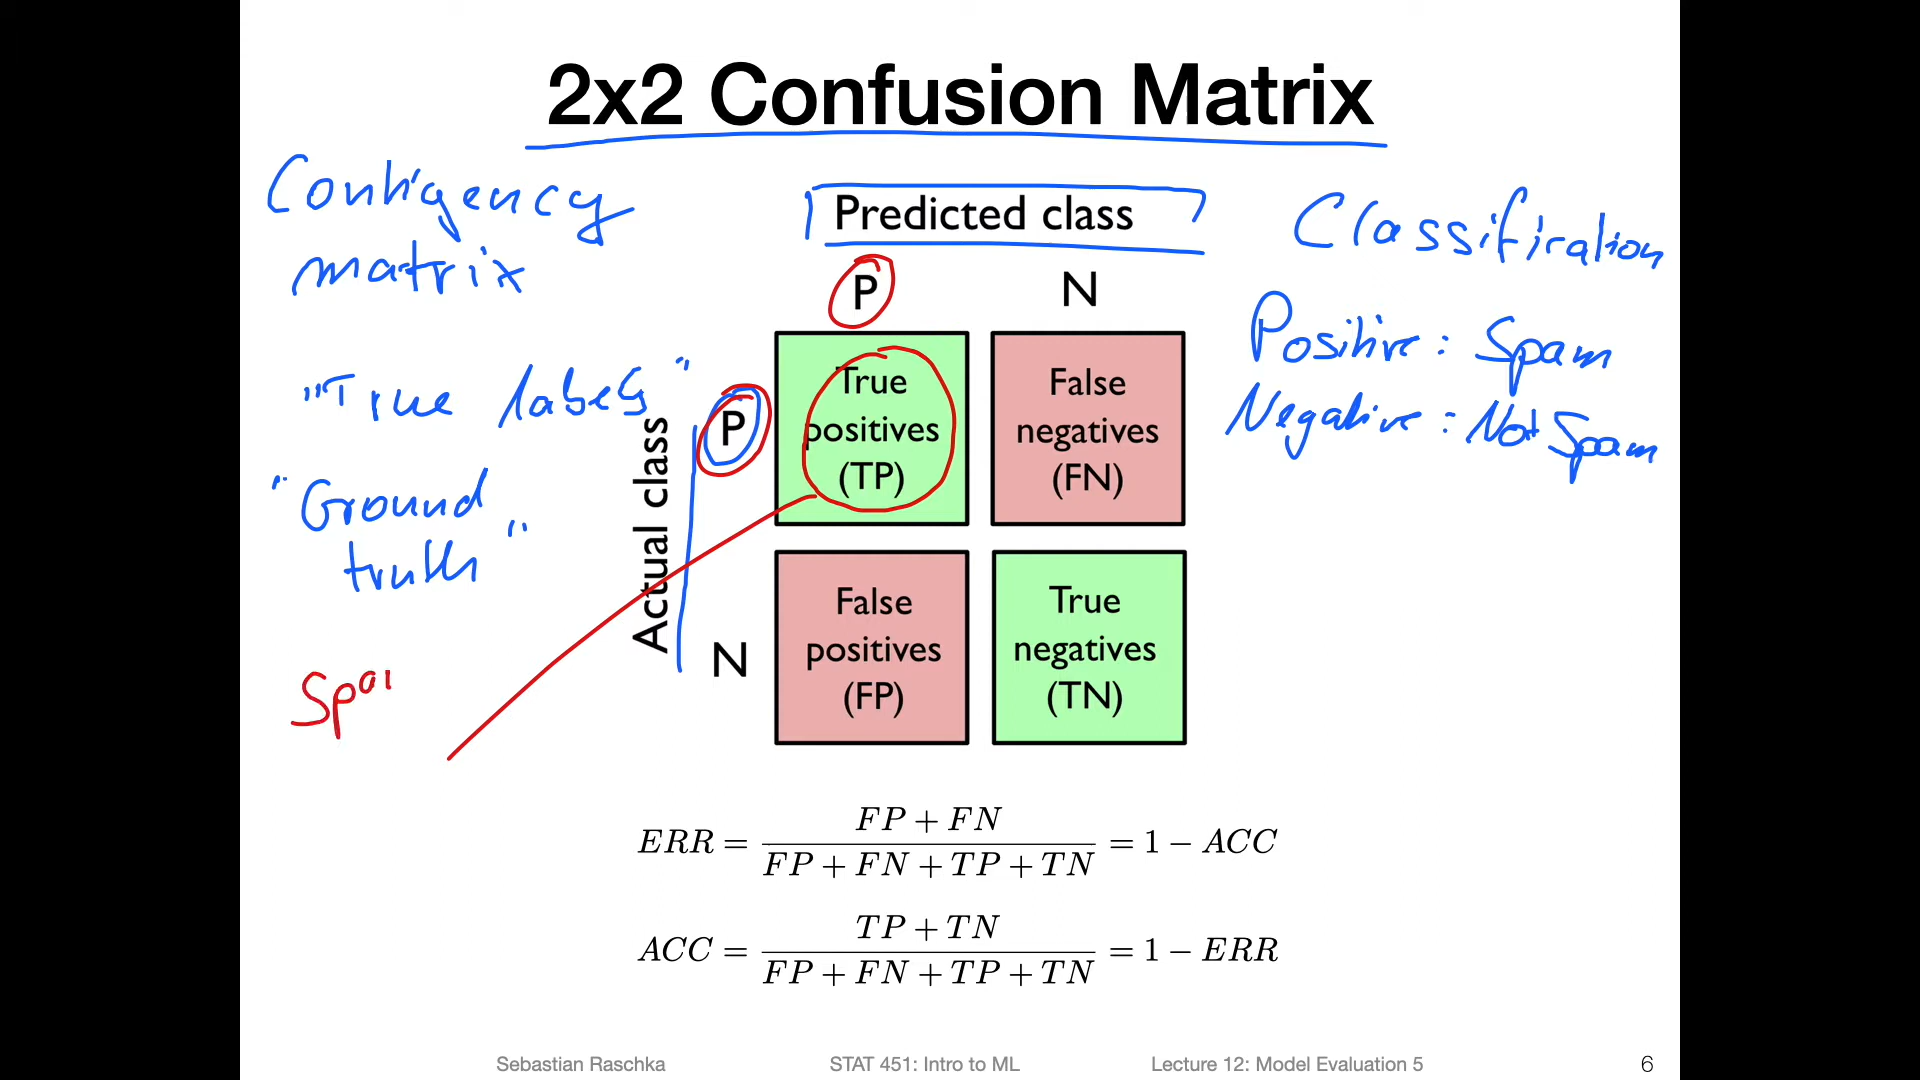 2x2 Confusion Matrix
Contigency
matrix
Predicted class
Classification
P N
Positive: Spam
Negative: Not Spam
"True labels"
"Ground
truth"
Actual class
P
True
positives
(TP)
False
negatives
(FN)
N
False
positives
(FP)
True
negatives
(TN)
ERR = FP + FN / FP + FN + TP + TN = 1 − ACC
ACC = TP + TN / FP + FN + TP + TN = 1 − ERR
Sebastian Raschka STAT 451: Intro to ML Lecture 12: Model Evaluation 5 6